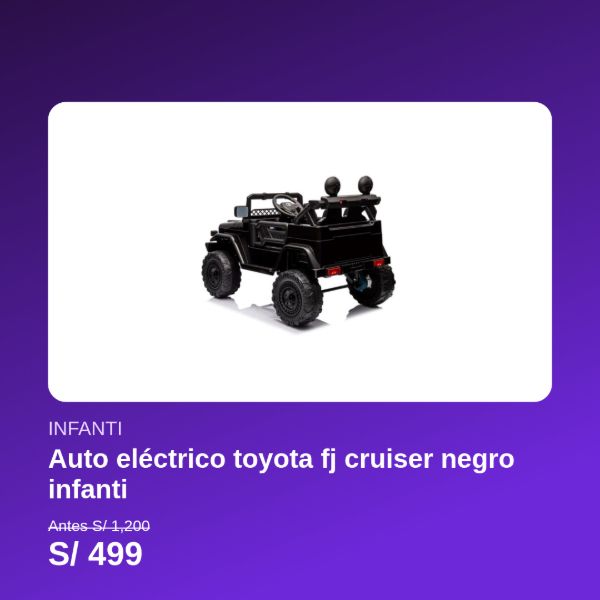 INFANTI
Auto eléctrico toyota fj cruiser negro
infanti
Antes S/ 1,200
S/ 499